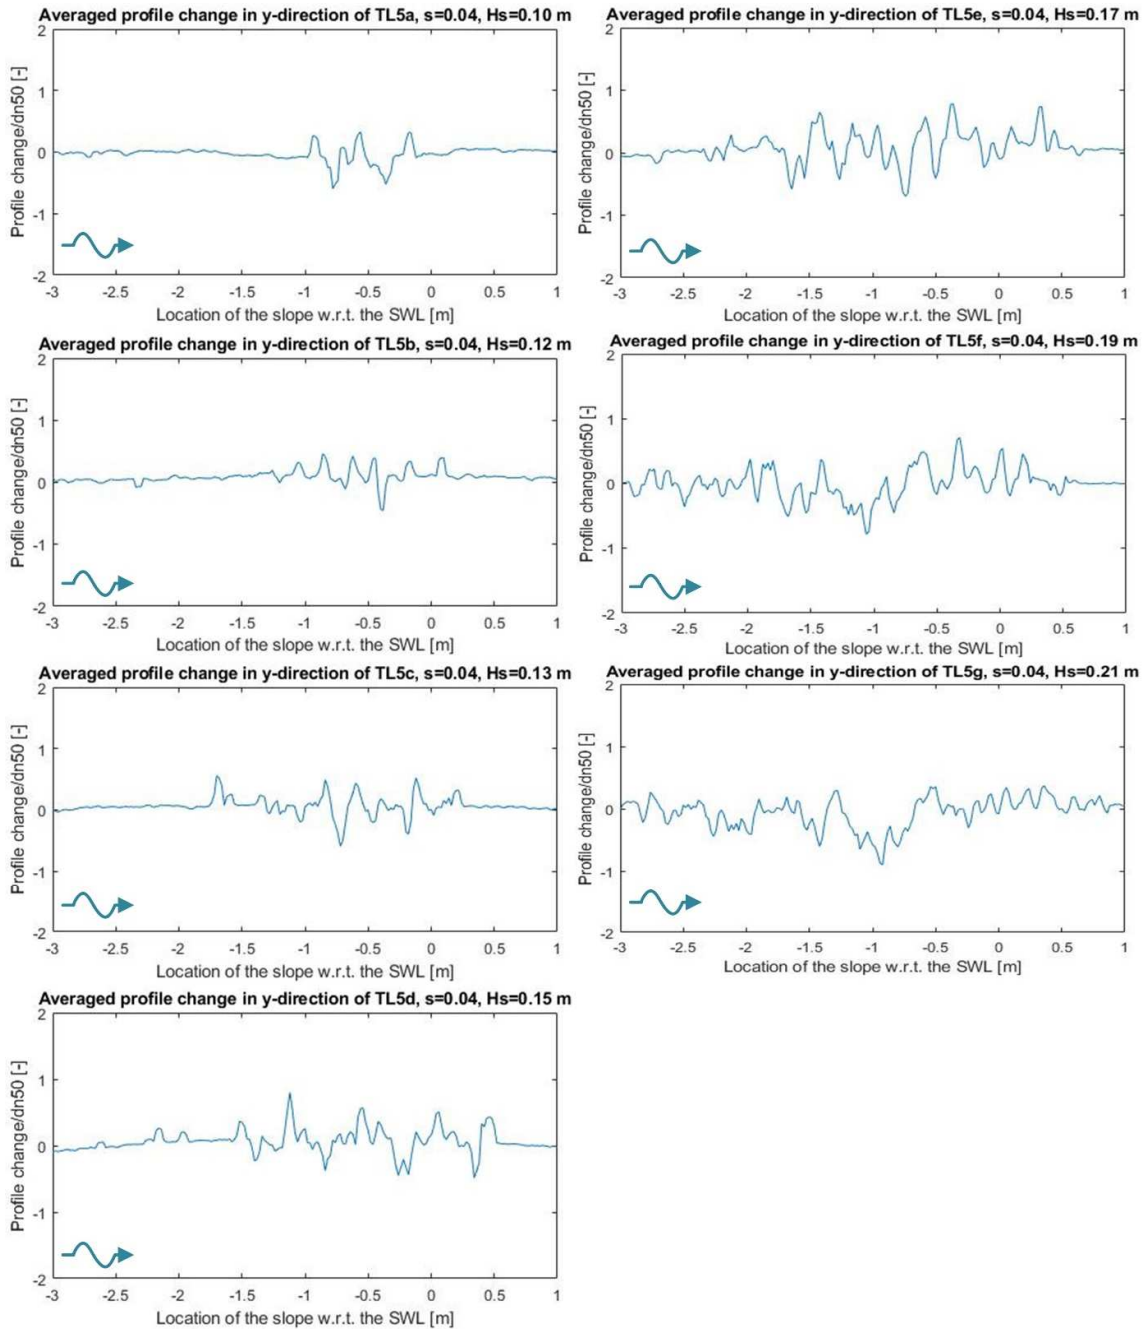 Averaged profile change in y-direction of TL5a, s=0.04, Hs=0.10 m
2
1
0
-1
-2
Profile change/dn50 [-]
-3 -2.5 -2 -1.5 -1 -0.5 0 0.5 1
Location of the slope w.r.t. the SWL [m]
Averaged profile change in y-direction of TL5b, s=0.04, Hs=0.12 m
2
1
0
-1
-2
Profile change/dn50 [-]
-3 -2.5 -2 -1.5 -1 -0.5 0 0.5 1
Location of the slope w.r.t. the SWL [m]
Averaged profile change in y-direction of TL5c, s=0.04, Hs=0.13 m
2
1
0
-1
-2
Profile change/dn50 [-]
-3 -2.5 -2 -1.5 -1 -0.5 0 0.5 1
Location of the slope w.r.t. the SWL [m]
Averaged profile change in y-direction of TL5d, s=0.04, Hs=0.15 m
2
1
0
-1
-2
Profile change/dn50 [-]
-3 -2.5 -2 -1.5 -1 -0.5 0 0.5 1
Location of the slope w.r.t. the SWL [m]
Averaged profile change in y-direction of TL5e, s=0.04, Hs=0.17 m
2
1
0
-1
-2
Profile change/dn50 [-]
-3 -2.5 -2 -1.5 -1 -0.5 0 0.5 1
Location of the slope w.r.t. the SWL [m]
Averaged profile change in y-direction of TL5f, s=0.04, Hs=0.19 m
2
1
0
-1
-2
Profile change/dn50 [-]
-3 -2.5 -2 -1.5 -1 -0.5 0 0.5 1
Location of the slope w.r.t. the SWL [m]
Averaged profile change in y-direction of TL5g, s=0.04, Hs=0.21 m
2
1
0
-1
-2
Profile change/dn50 [-]
-3 -2.5 -2 -1.5 -1 -0.5 0 0.5 1
Location of the slope w.r.t. the SWL [m]